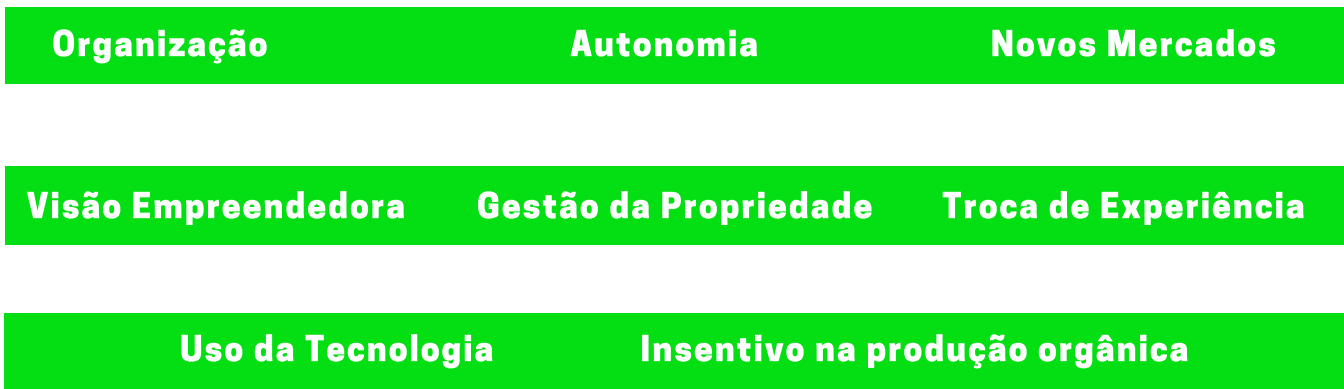 Organização Autonomia Novos Mercados
Visão Empreendedora Gestão da Propriedade Troca de Experiência
Uso da Tecnologia Insentivo na produção orgânica